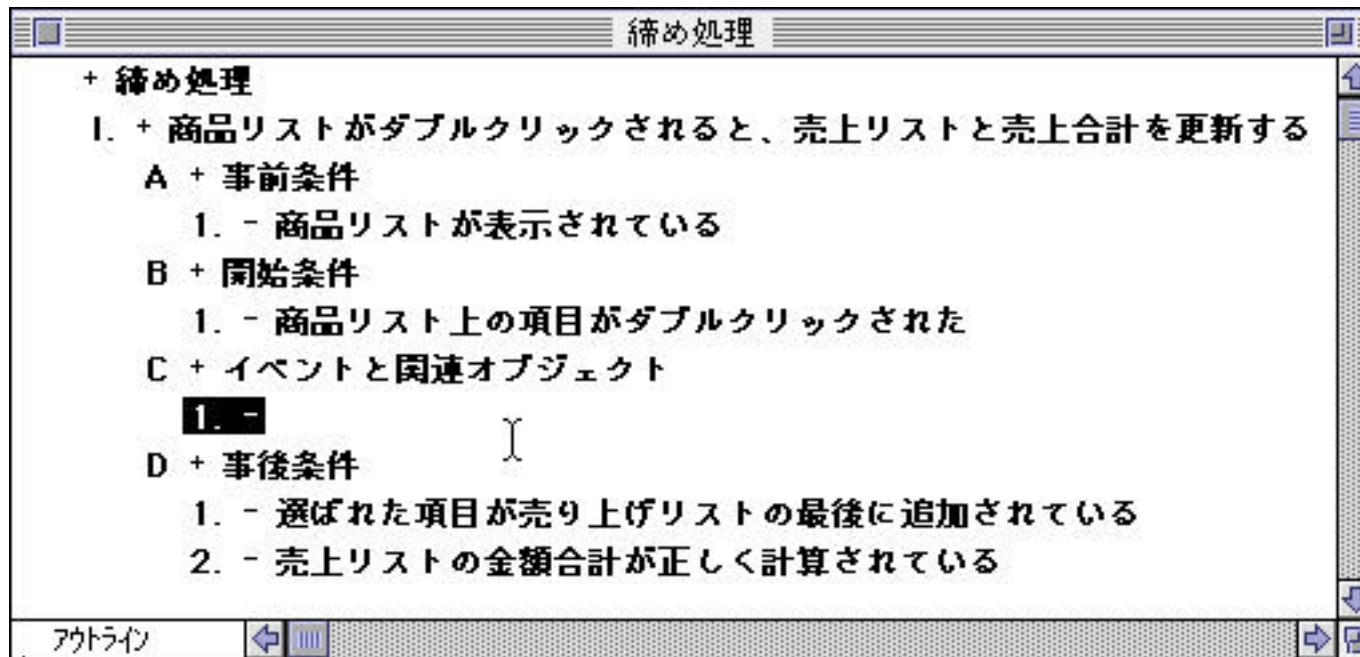 締め処理
+ 締め処理
I. + 商品リストがダブルクリックされると、売上リストと売上合計を更新する
A + 事前条件
1. - 商品リストが表示されている
B + 開始条件
1. - 商品リスト上の項目がダブルクリックされた
C + イベントと関連オブジェクト
1. -
D + 事後条件
1. - 選ばれた項目が売り上げリストの最後に追加されている
2. - 売上リストの金額合計が正しく計算されている
アウトライン